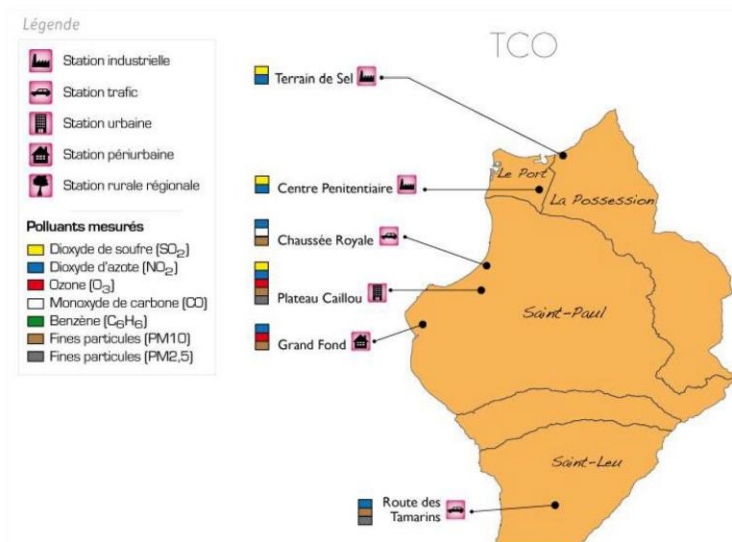 Légende
Station industrielle
Station trafic
Station urbaine
Station périurbaine
Station rurale régionale
Polluants mesurés
Dioxyde de soufre (SO2)
Dioxyde d'azote (NO2)
Ozone (O3)
Monoxyde de carbone (CO)
Benzène (C6H6)
Fines particules (PM10)
Fines particules (PM2,5)
TCO
Terrain de Sel
Le Port
Centre Penitentiaire
La Possession
Chaussée Royale
Plateau Caillou
Saint-Paul
Grand Fond
Saint-Leu
Route des
Tamarins